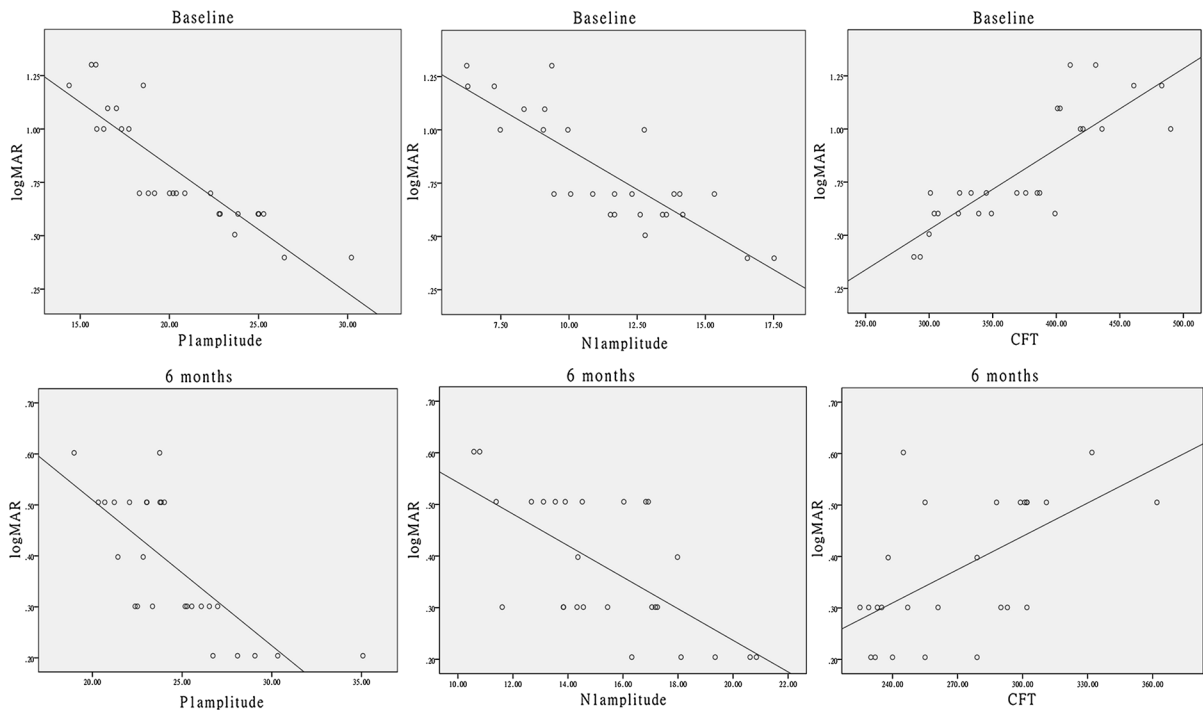 Baseline
logMAR
1.25
1.00
.75
.50
.25
15.00 20.00 25.00 30.00
P1amplitude
Baseline
logMAR
1.25
1.00
.75
.50
.25
7.50 10.00 12.50 15.00 17.50
N1amplitude
Baseline
logMAR
1.25
1.00
.75
.50
.25
250.00 300.00 350.00 400.00 450.00 500.00
CFT
6 months
logMAR
.70
.60
.50
.40
.30
.20
20.00 25.00 30.00 35.00
P1amplitude
6 months
logMAR
.70
.60
.50
.40
.30
.20
10.00 12.00 14.00 16.00 18.00 20.00 22.00
N1amplitude
6 months
logMAR
.70
.60
.50
.40
.30
.20
240.00 270.00 300.00 330.00 360.00
CFT